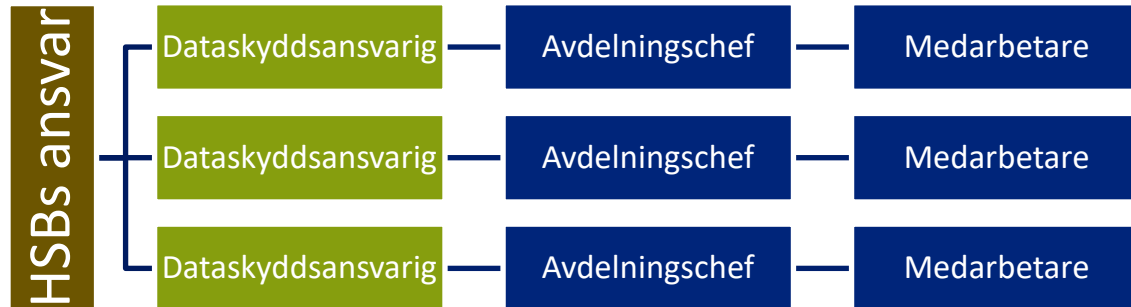 HSBs ansvar
Dataskyddsansvarig
Avdelningschef
Medarbetare
Dataskyddsansvarig
Avdelningschef
Medarbetare
Dataskyddsansvarig
Avdelningschef
Medarbetare